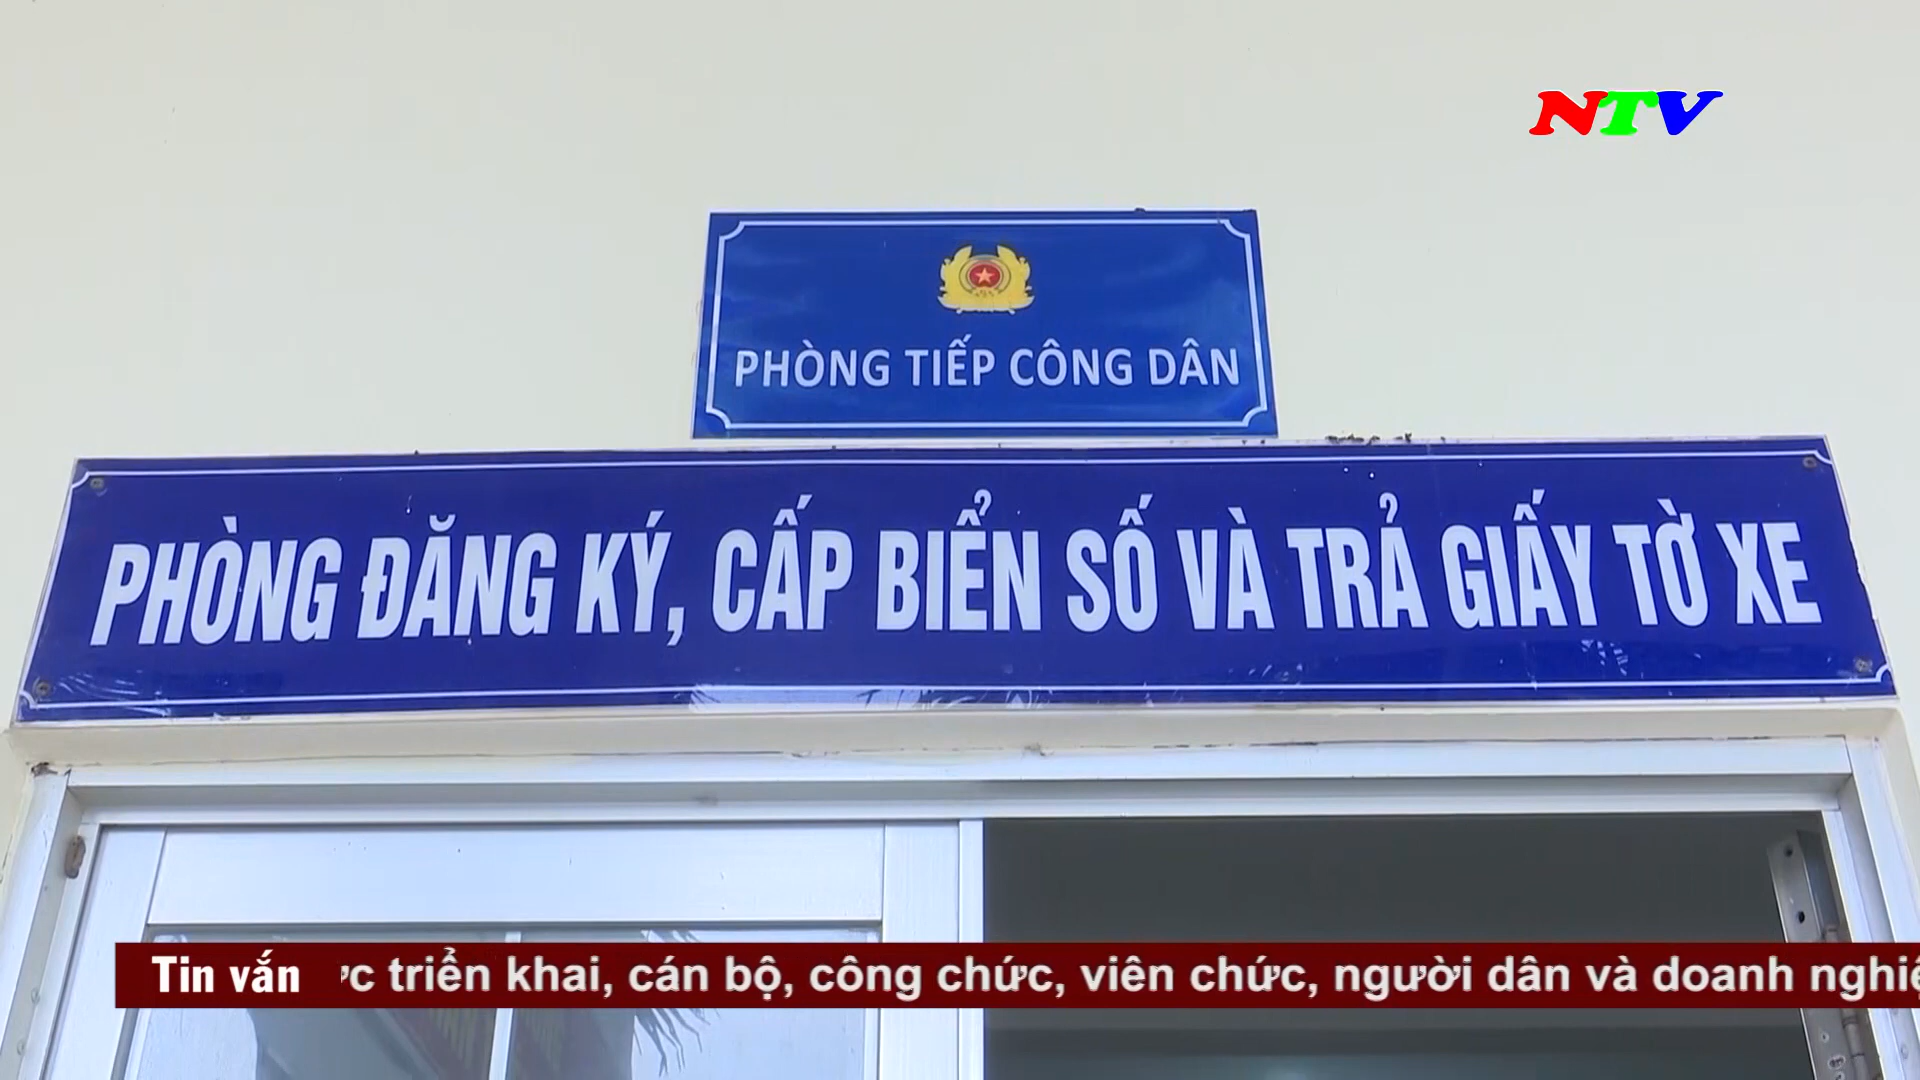 NTV
PHÒNG TIẾP CÔNG DÂN
PHÒNG ĐĂNG KÝ, CẤP BIỂN SỐ VÀ TRẢ GIẤY TỜ XE
Tin vắn triển khai, cán bộ, công chức, viên chức, người dân và doanh